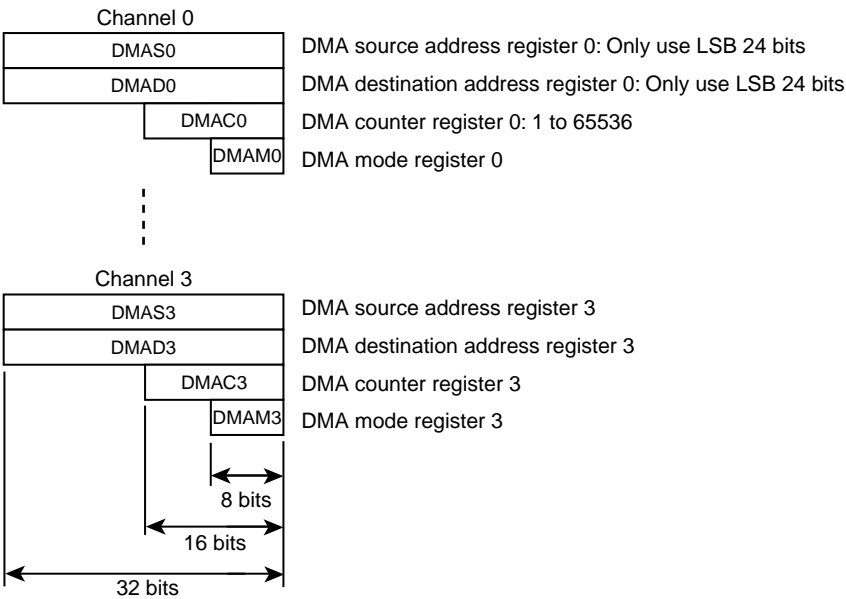 Channel 0
DMAS0 DMA source address register 0: Only use LSB 24 bits
DMAD0 DMA destination address register 0: Only use LSB 24 bits
DMAC0 DMA counter register 0: 1 to 65536
DMAM0 DMA mode register 0
Channel 3
DMAS3 DMA source address register 3
DMAD3 DMA destination address register 3
DMAC3 DMA counter register 3
DMAM3 DMA mode register 3
8 bits
16 bits
32 bits